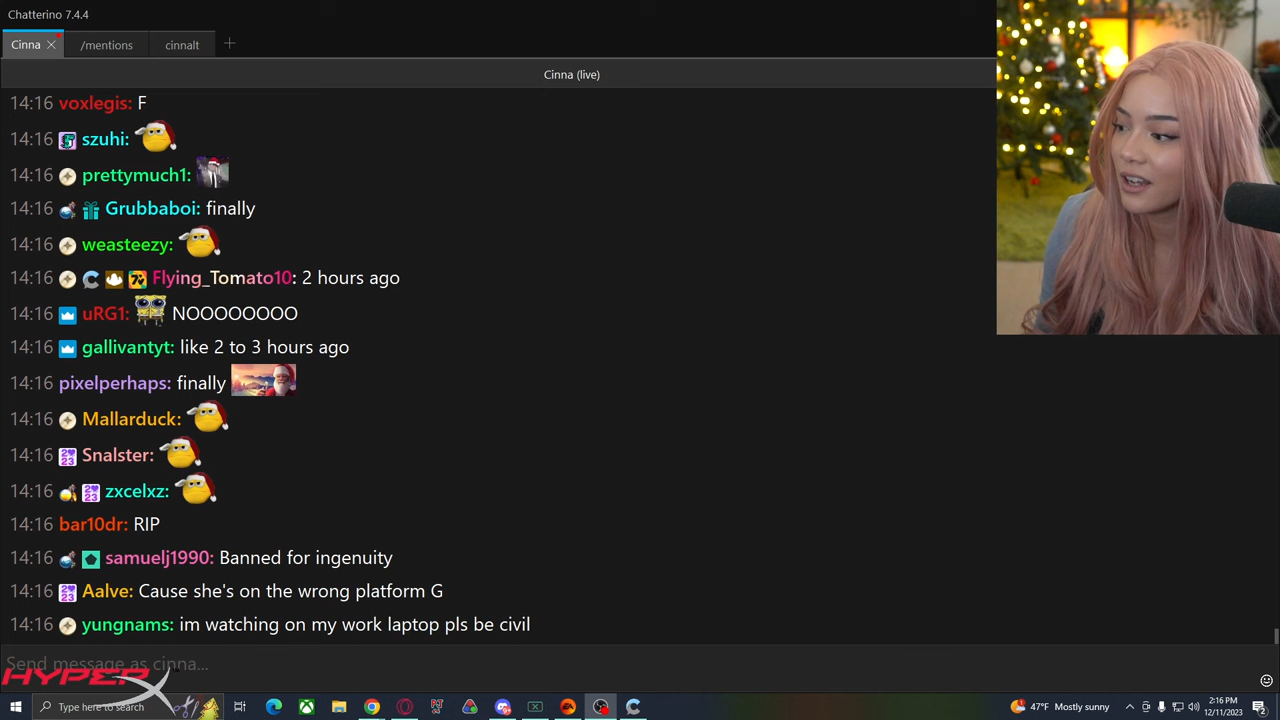 Chatterino 7.4.4
Cinna
/mentions
cinnalt
Cinna (live)
14:16 voxlegis: F
14:16 szuhi:
14:16 prettymuch1:
14:16 Grubbaboi: finally
14:16 weasteezy:
14:16 Flying_Tomato10: 2 hours ago
14:16 uRG1: NOOOOOOOO
14:16 gallivantyt: like 2 to 3 hours ago
14:16 pixelperhaps: finally
14:16 Mallarduck:
14:16 Snalster:
14:16 zxcelxz:
14:16 bar10dr: RIP
14:16 samuelj1990: Banned for ingenuity
14:16 Aalve: Cause she's on the wrong platform G
14:16 yungnams: im watching on my work laptop pls be civil
Send message as cinna...
HYPERX
Type here to search
47°F Mostly sunny
2:16 PM
12/11/2023